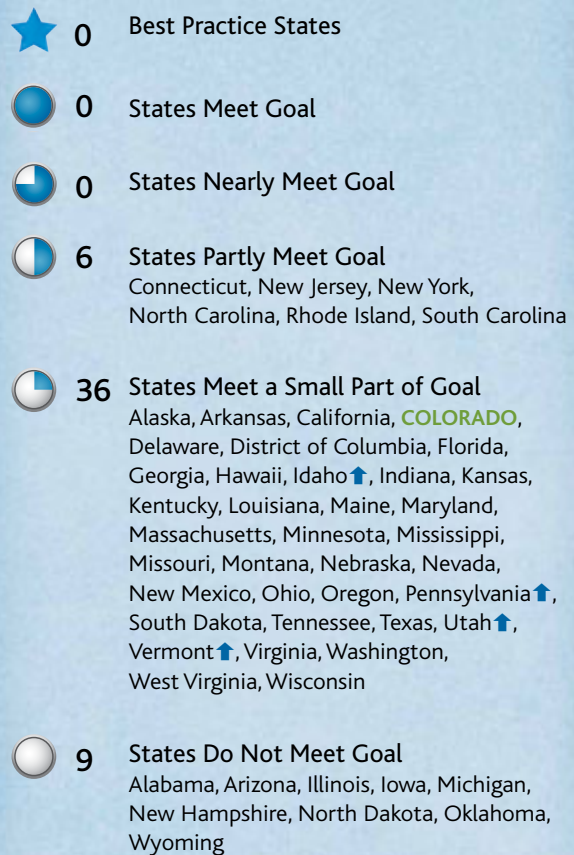 0 Best Practice States
0 States Meet Goal
0 States Nearly Meet Goal
6 States Partly Meet Goal
Connecticut, New Jersey, New York,
North Carolina, Rhode Island, South Carolina
36 States Meet a Small Part of Goal
Alaska, Arkansas, California, COLORADO,
Delaware, District of Columbia, Florida,
Georgia, Hawaii, Idaho⬆, Indiana, Kansas,
Kentucky, Louisiana, Maine, Maryland,
Massachusetts, Minnesota, Mississippi,
Missouri, Montana, Nebraska, Nevada,
New Mexico, Ohio, Oregon, Pennsylvania⬆,
South Dakota, Tennessee, Texas, Utah⬆,
Vermont⬆, Virginia, Washington,
West Virginia, Wisconsin
9 States Do Not Meet Goal
Alabama, Arizona, Illinois, Iowa, Michigan,
New Hampshire, North Dakota, Oklahoma,
Wyoming